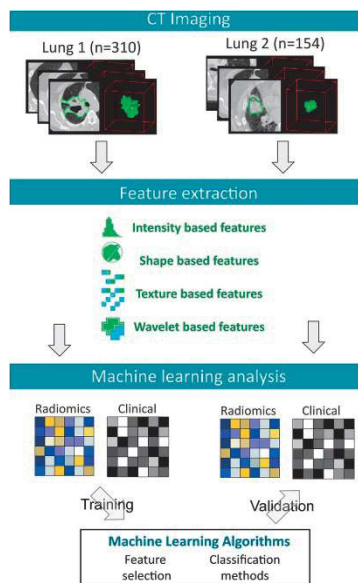 CT Imaging
Lung 1 (n=310)
Lung 2 (n=154)
Feature extraction
Intensity based features
Shape based features
Texture based features
Wavelet based features
Machine learning analysis
Radiomics Clinical
Radiomics Clinical
Training
Validation
Machine Learning Algorithms
Feature selection
Classification methods